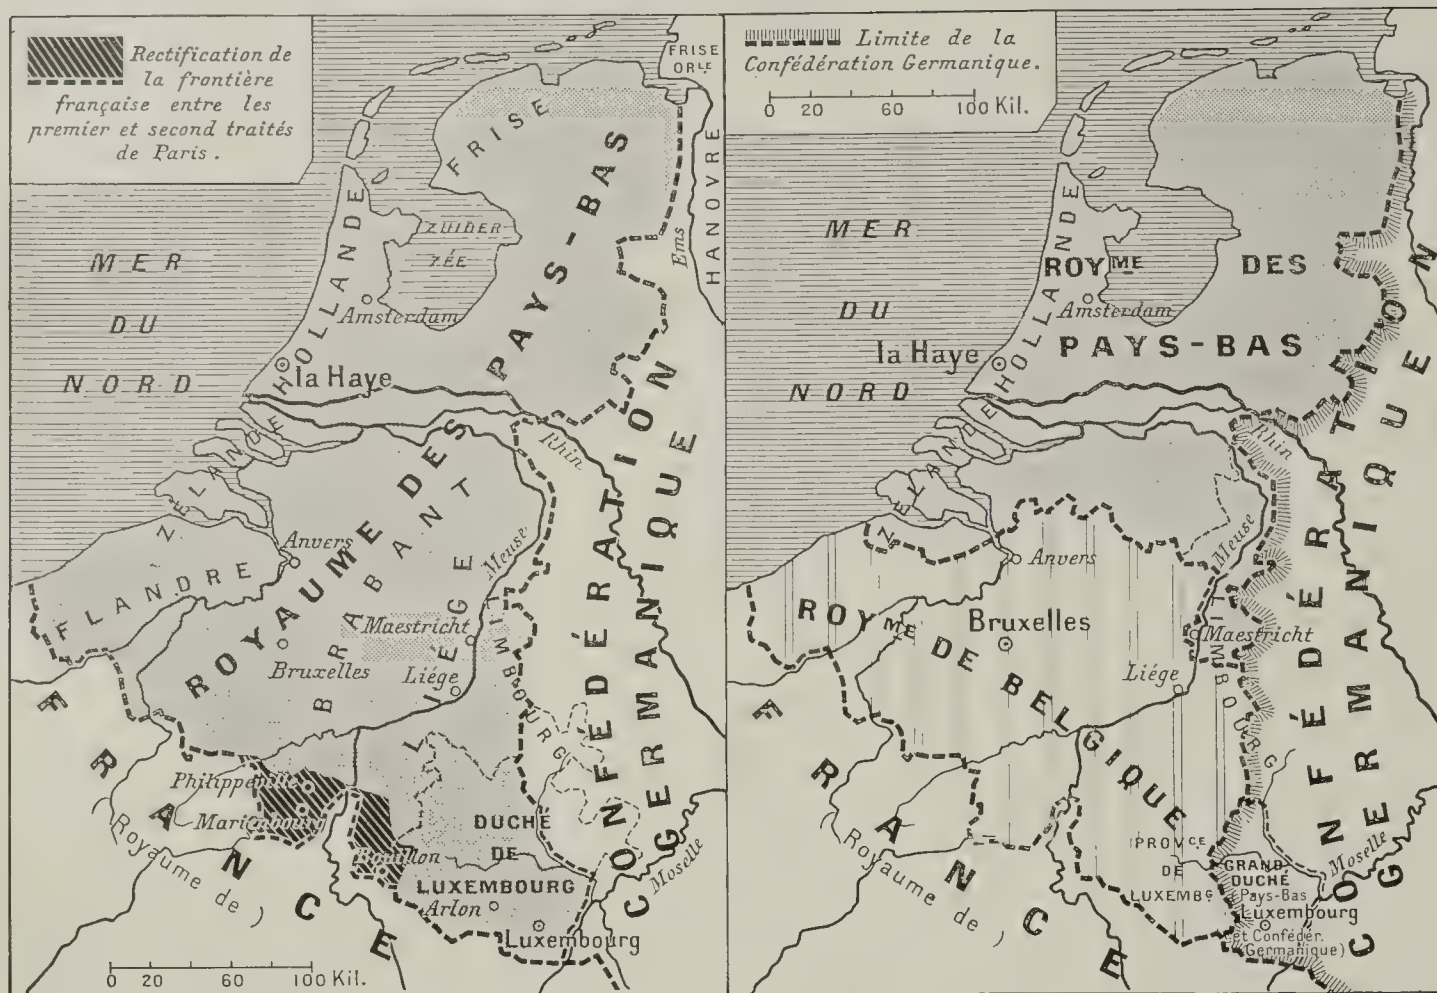 Rectification de
la frontière
française entre les
premier et second traités
de Paris.
FRISE
ORLE
FRISE
ZUIDER-
ZÉE
HOLLANDE
Amsterdam
la Haye
MER
DU
NORD
Ems
HANOVRE
ROYAUME DES PAYS-BAS
CONFÉDÉRATION
GERMANIQUE
Rhin
ZÉLANDE
Anvers
FLANDRE
BRABANT
Meuse
Maestricht
Bruxelles
Liége
LIÉGE
LIMBOURG
FRANCE
(Royaume de)
Philippeville
Marienbourg
Bouillon
DUCHÉ
DE
LUXEMBOURG
Arlon
Luxembourg
Moselle
0 20 60 100 Kil.
Limite de la
Confédération Germanique.
0 20 60 100 Kil.
MER
DU
NORD
HOLLANDE
ROYME DES
Amsterdam
PAYS-BAS
la Haye
CONFÉDÉRATION
GERMANIQUE
Rhin
ZÉLANDE
Anvers
Meuse
ROYME DE BELGIQUE
Bruxelles
Maestricht
Liége
LIMBOURG
FRANCE
(Royaume de)
PROVCE
DE
LUXEMBG
GRAND
DUCHÉ
Pays-Bas
Luxembourg
(et Confédér.
Germanique)
Moselle